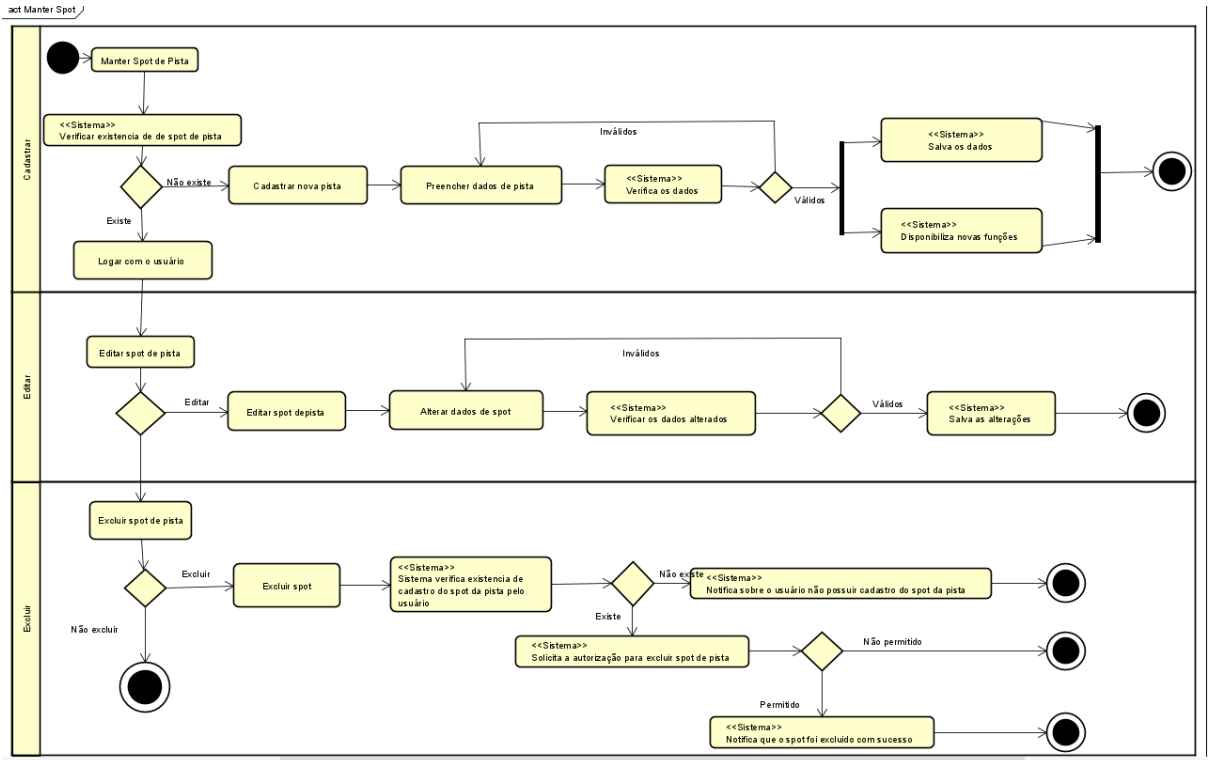 act Manter Spot
Cadastrar
Manter Spot de Pista
<<Sistema>>
Verificar existencia de de spot de pista
Não existe
Existe
Cadastrar nova pista
Preencher dados de pista
Inválidos
<<Sistema>>
Verifica os dados
Válidos
<<Sistema>>
Salva os dados
<<Sistema>>
Disponibiliza novas funções
Logar com o usuário
Editar
Editar spot de pista
Editar
Editar spot depista
Alterar dados de spot
Inválidos
<<Sistema>>
Verificar os dados alterados
Válidos
<<Sistema>>
Salva as alterações
Excluir
Excluir spot de pista
Excluir
Não excluir
Excluir spot
<<Sistema>>
Sistema verifica existencia de
cadastro do spot da pista pelo
usuário
Não existe
Existe
<<Sistema>>
Notifica sobre o usuário não possuir cadastro do spot da pista
<<Sistema>>
Solicita a autorização para excluir spot de pista
Não permitido
Permitido
<<Sistema>>
Notifica que o spot foi excluido com sucesso